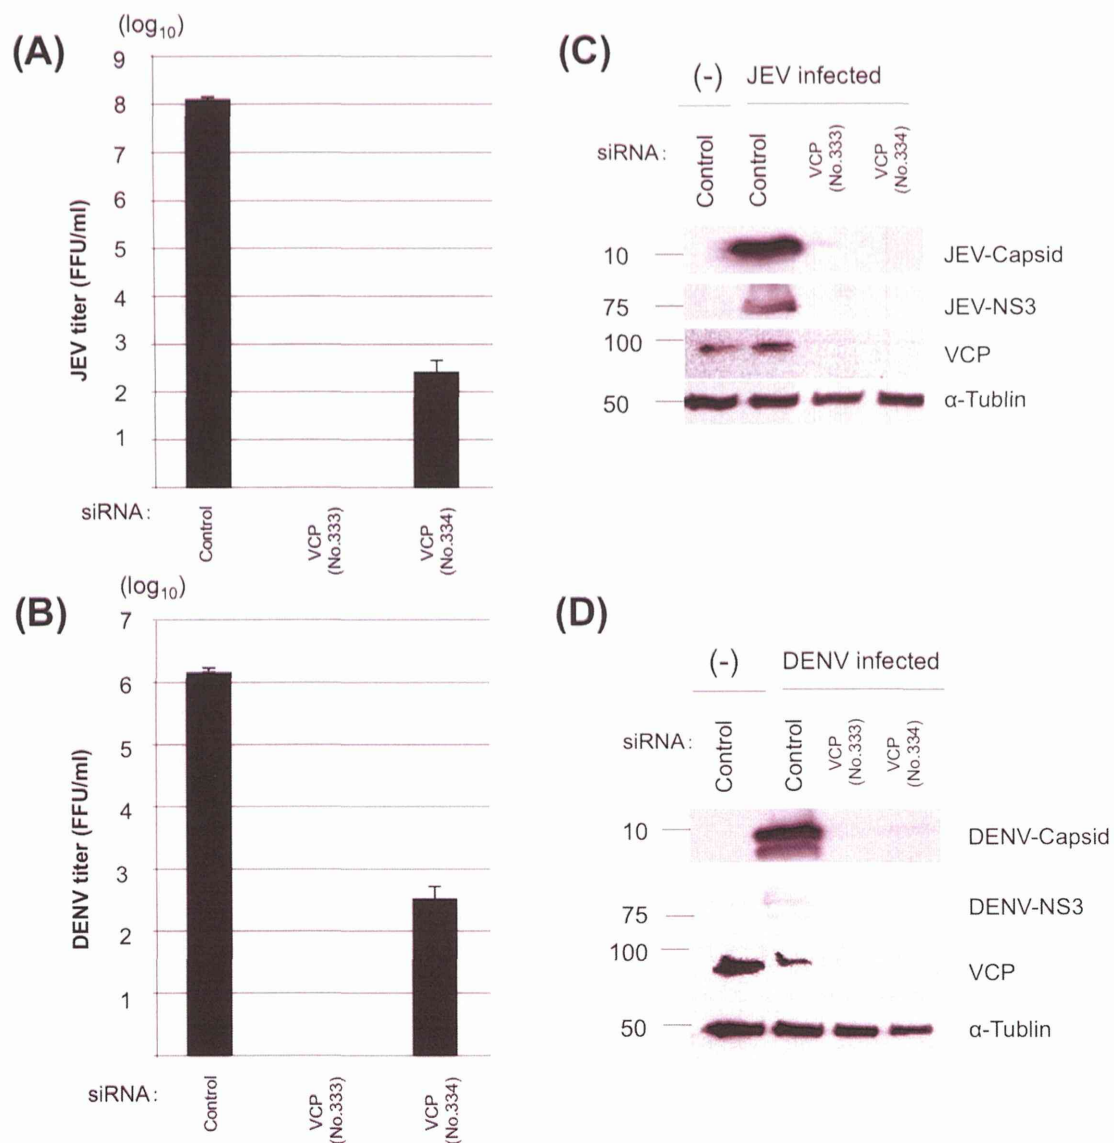 (A)
(log10)
9
8
7
6
5
4
3
2
1
JEV titer (FFU/ml)
siRNA:
Control
VCP
(No.333)
VCP
(No.334)
(B)
(log10)
7
6
5
4
3
2
1
DENV titer (FFU/ml)
siRNA:
Control
VCP
(No.333)
VCP
(No.334)
(C)
(-) JEV infected
siRNA:
Control
Control
VCP
(No.333)
VCP
(No.334)
10 JEV-Capsid
75 JEV-NS3
100 VCP
50 α-Tublin
(D)
(-) DENV infected
siRNA:
Control
Control
VCP
(No.333)
VCP
(No.334)
10 DENV-Capsid
75 DENV-NS3
100 VCP
50 α-Tublin